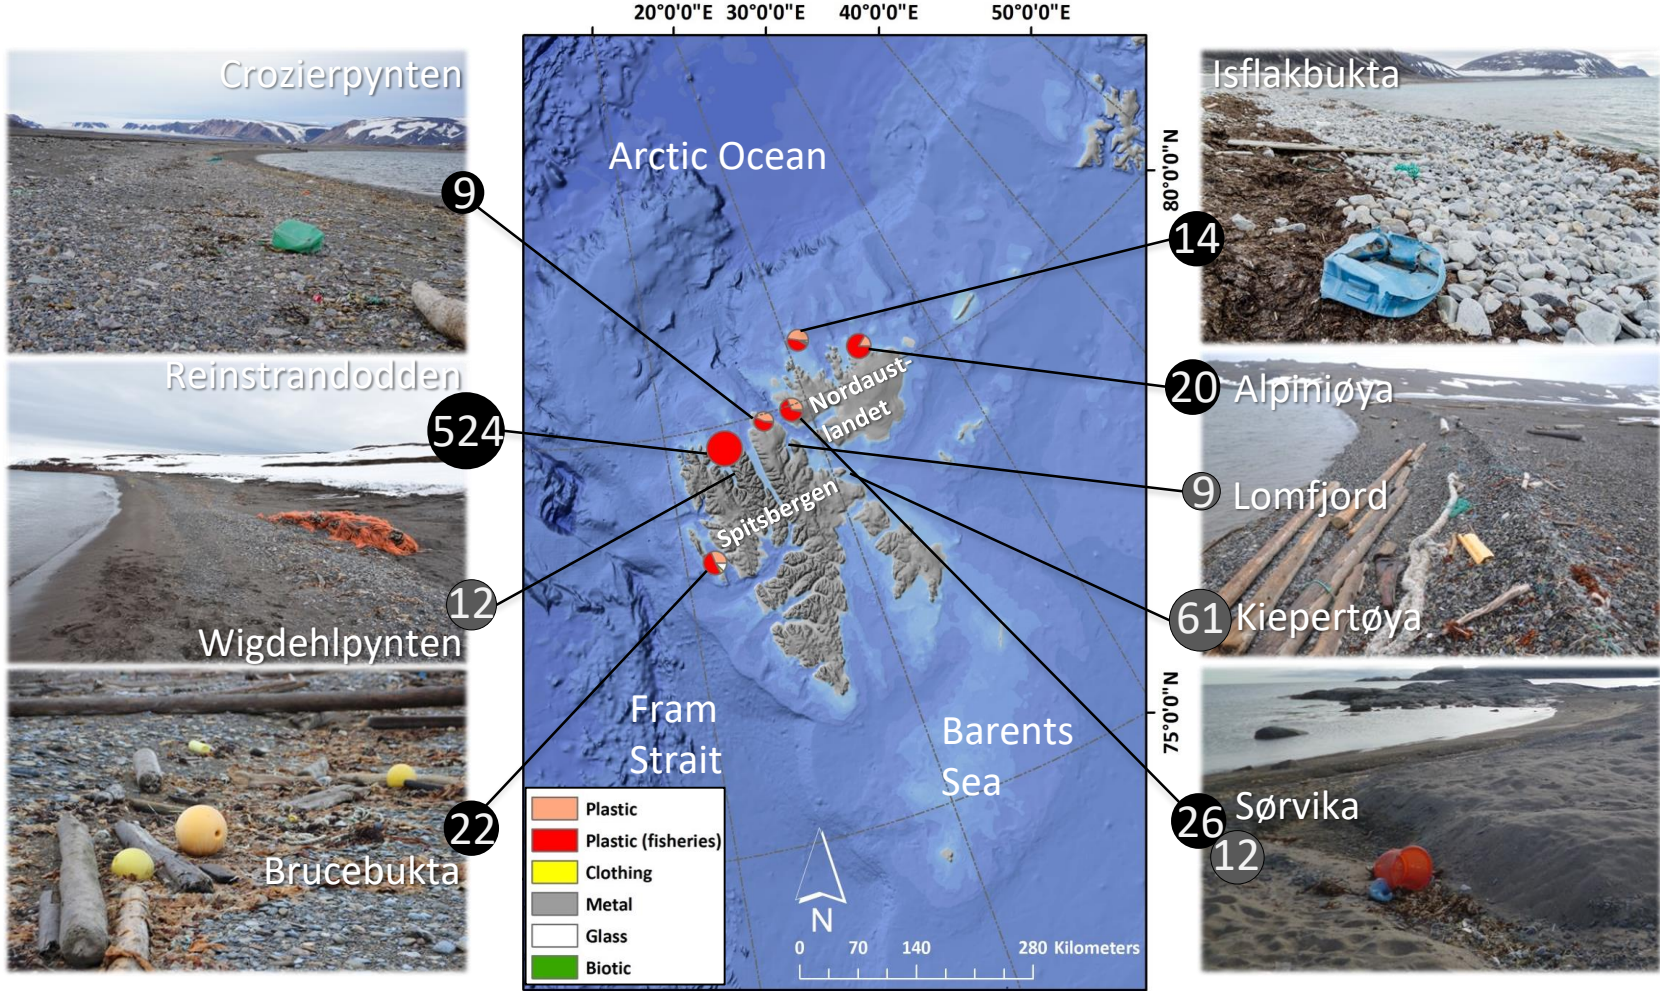 20°0'0"E 30°0'0"E 40°0'0"E 50°0'0"E
Crozierpynten
9
Reinstrandodden
524
12
Wigdehlpynten
22
Brucebukta
Arctic Ocean
Nordaust-
landet
Spitsbergen
Fram
Strait
Barents
Sea
Plastic
Plastic (fisheries)
Clothing
Metal
Glass
Biotic
N
0 70 140 280 Kilometers
80°0'0"N
75°0'0"N
Isflakbukta
14
20 Alpiniøya
9 Lomfjord
61 Kiepertøya
26 Sørvika
12